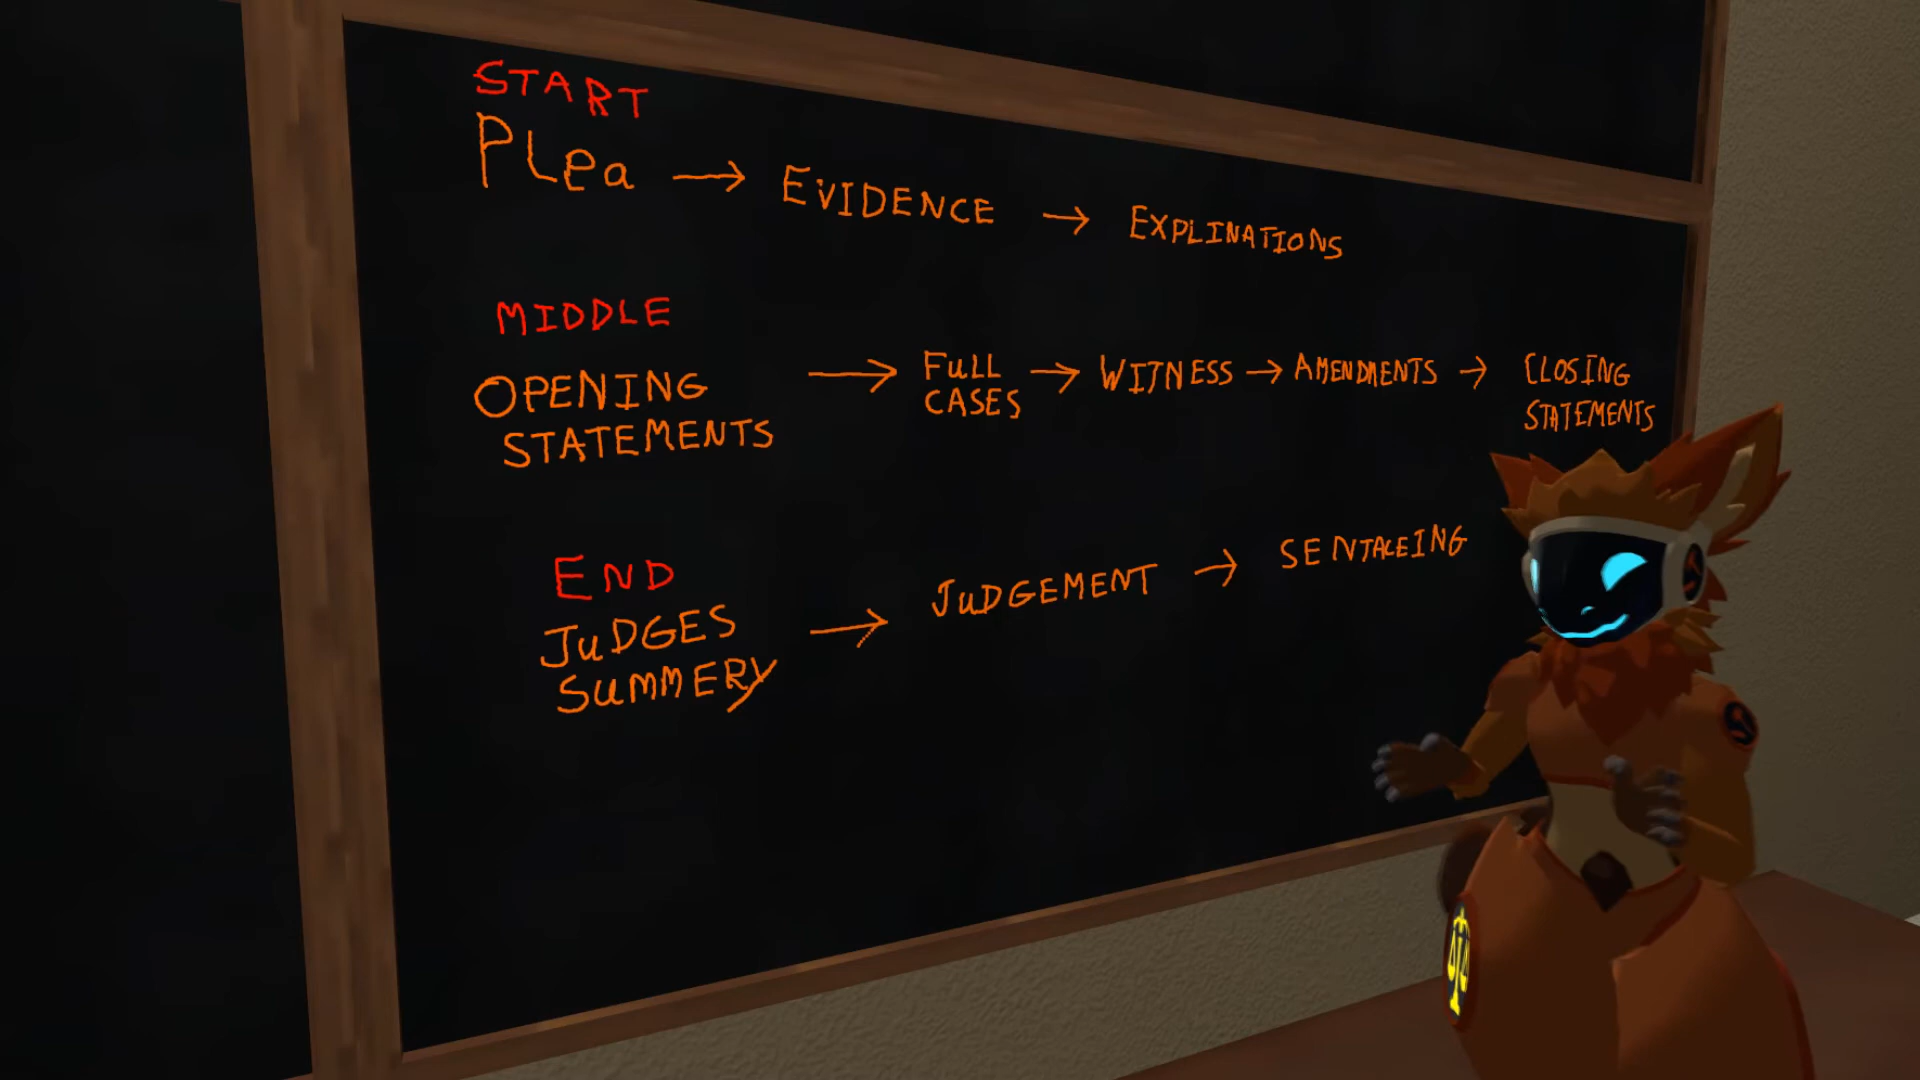 START
PLea → EVIDENCE → EXPLINATIONS
MIDDLE
OPENING STATEMENTS → FULL CASES → WITNESS → AMENDMENTS → CLOSING STATEMENTS
END
JUDGES SUMMERY → JUDGEMENT → SENTACEING